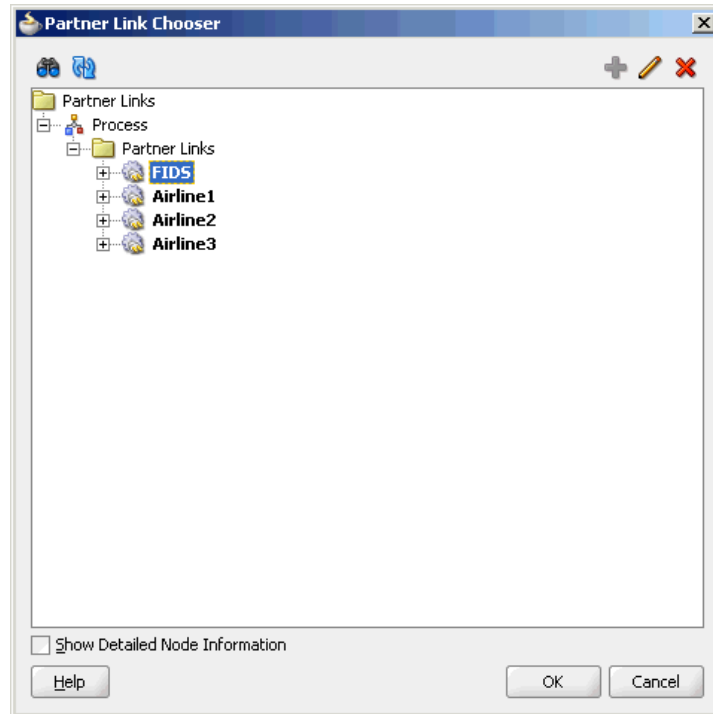 Partner Link Chooser
Partner Links
Process
Partner Links
FIDS
Airline1
Airline2
Airline3
Show Detailed Node Information
Help OK Cancel